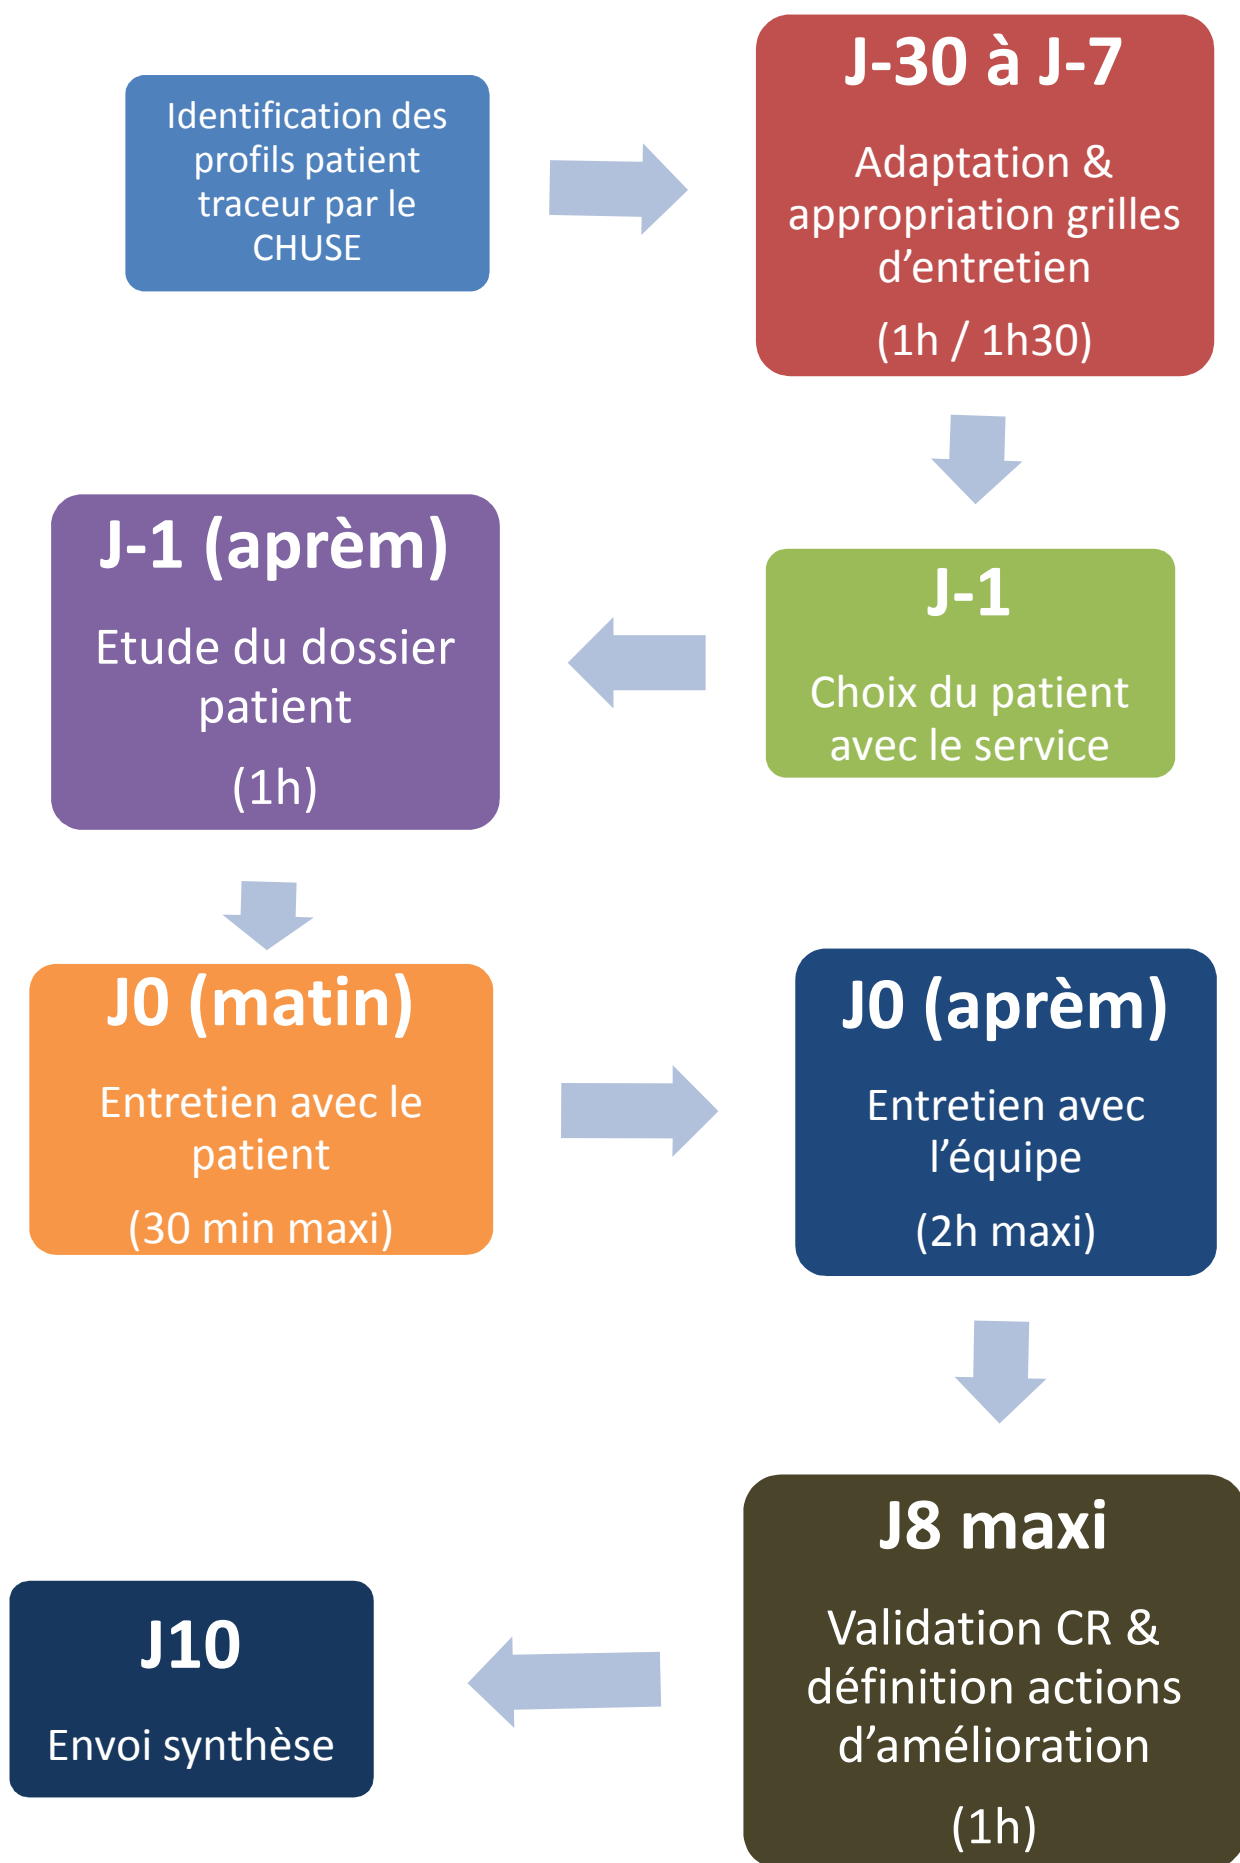 Identification des
profils patient
traceur par le
CHUSE
J-30 à J-7
Adaptation &
appropriation grilles
d’entretien
(1h / 1h30)
J-1
Choix du patient
avec le service
J-1 (aprèm)
Etude du dossier
patient
(1h)
J0 (matin)
Entretien avec le
patient
(30 min maxi)
J0 (aprèm)
Entretien avec
l’équipe
(2h maxi)
J8 maxi
Validation CR &
définition actions
d’amélioration
(1h)
J10
Envoi synthèse